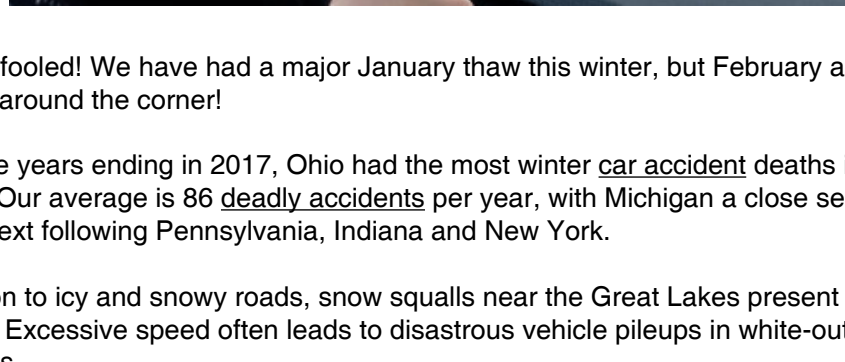 fooled! We have had a major January thaw this winter, but February a
around the corner!
e years ending in 2017, Ohio had the most winter car accident deaths i
Our average is 86 deadly accidents per year, with Michigan a close se
ext following Pennsylvania, Indiana and New York.
on to icy and snowy roads, snow squalls near the Great Lakes present
Excessive speed often leads to disastrous vehicle pileups in white-out
s.